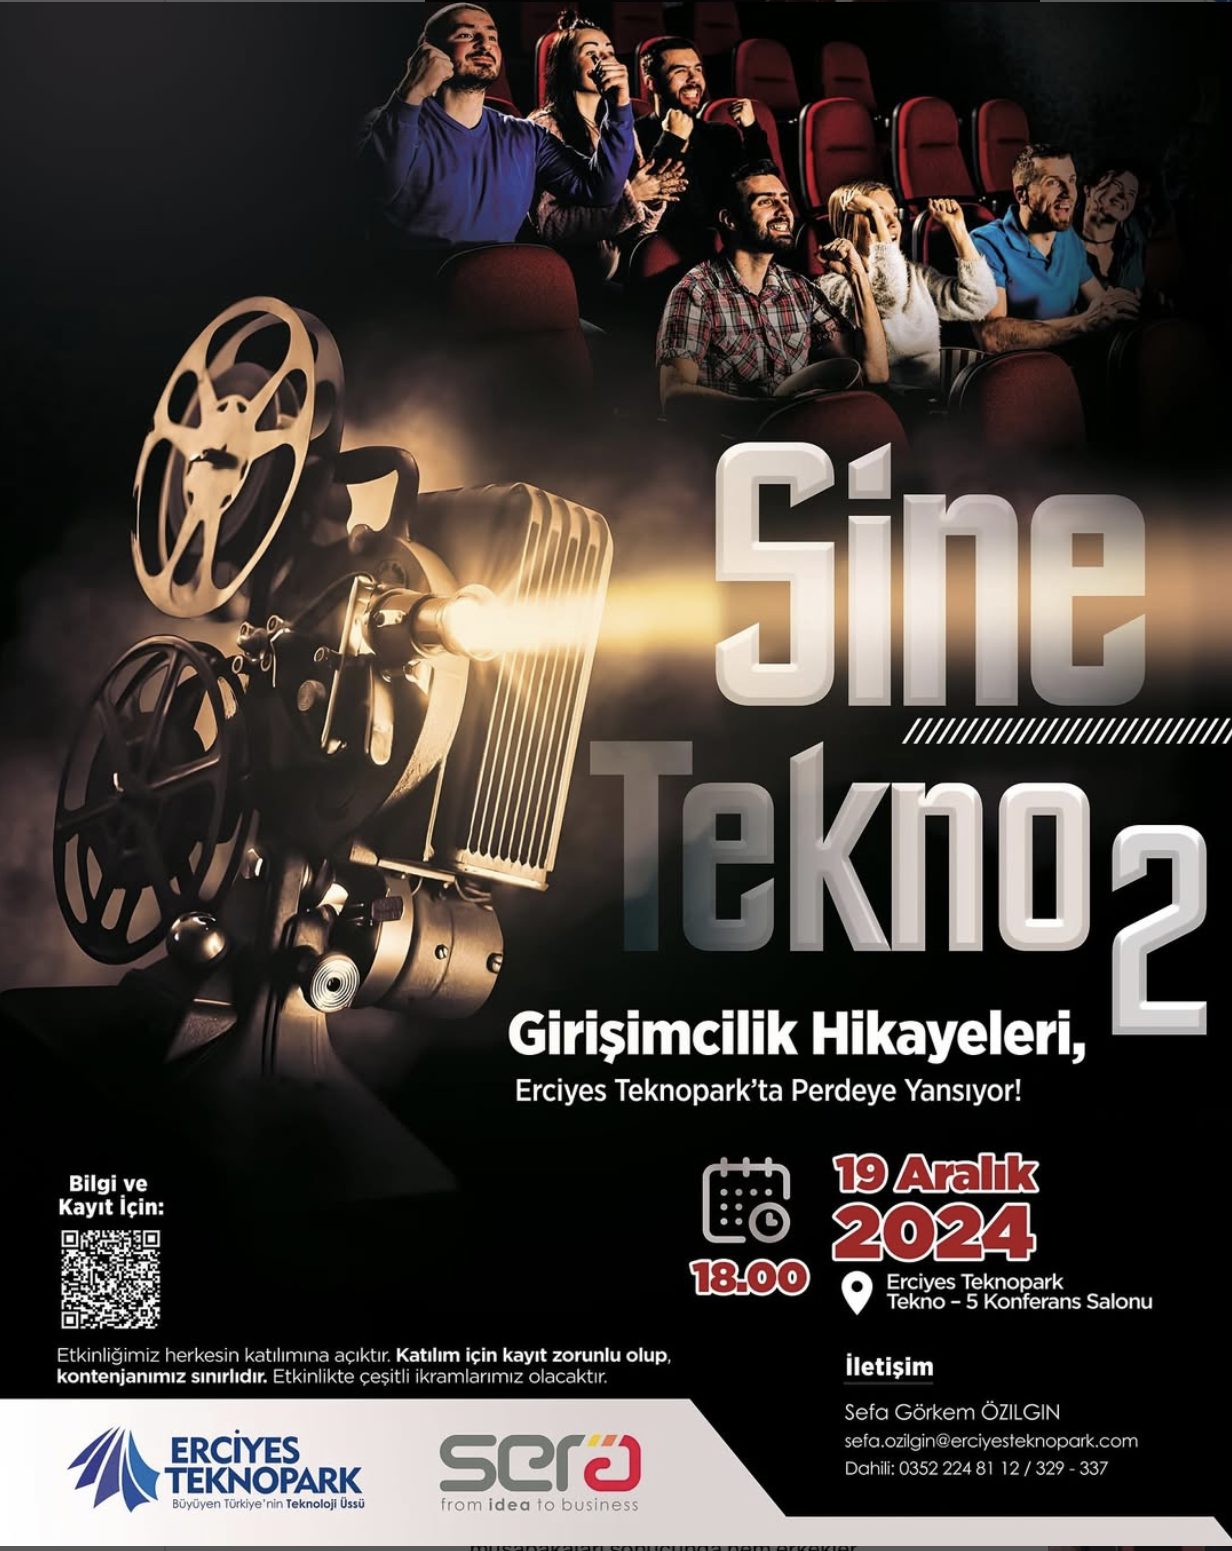 Sine
Tekno2
Girişimcilik Hikayeleri,
Erciyes Teknopark'ta Perdeye Yansıyor!
Bilgi ve
Kayıt İçin:
19 Aralık
2024
18.00
Erciyes Teknopark
Tekno – 5 Konferans Salonu
Etkinliğimiz herkesin katılımına açıktır. Katılım için kayıt zorunlu olup,
kontenjanımız sınırlıdır. Etkinlikte çeşitli ikramlarımız olacaktır.
İletişim
Sefa Görkem ÖZILGIN
sefa.ozilgin@erciyesteknopark.com
Dahili: 0352 224 81 12 / 329 - 337
ERCİYES
TEKNOPARK
Büyüyen Türkiye'nin Teknoloji Üssü
sera
from idea to business